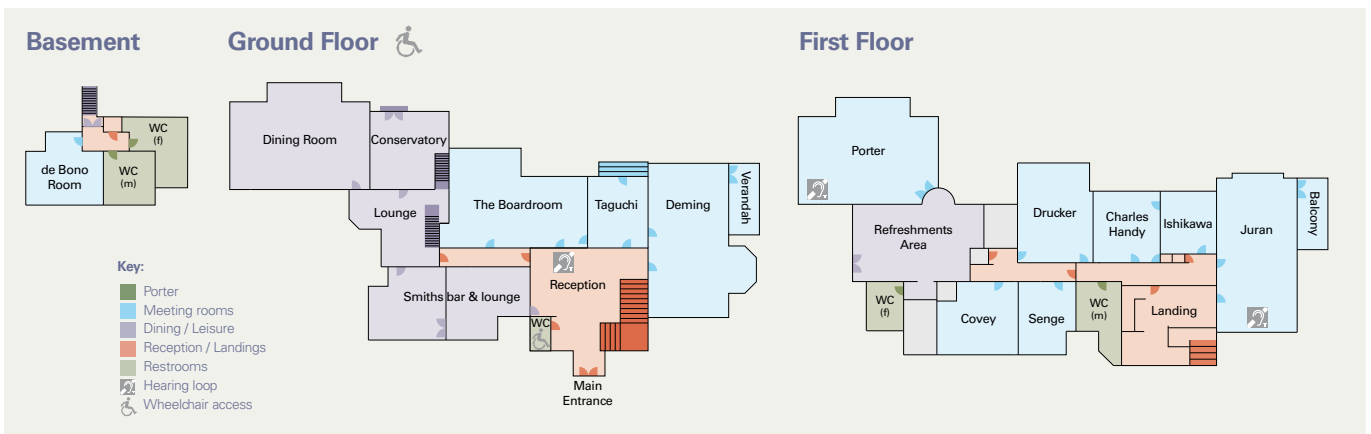 Basement
Ground Floor
First Floor
WC
(f)
de Bono
Room
WC
(m)
Key:
Porter
Meeting rooms
Dining / Leisure
Reception / Landings
Restrooms
Hearing loop
Wheelchair access
Dining Room
Conservatory
Lounge
The Boardroom
Taguchi
Deming
Verandah
Smiths bar & lounge
Reception
WC
Main
Entrance
Porter
Refreshments
Area
Drucker
Charles
Handy
Ishikawa
Juran
Balcony
WC
(f)
Covey
Senge
WC
(m)
Landing